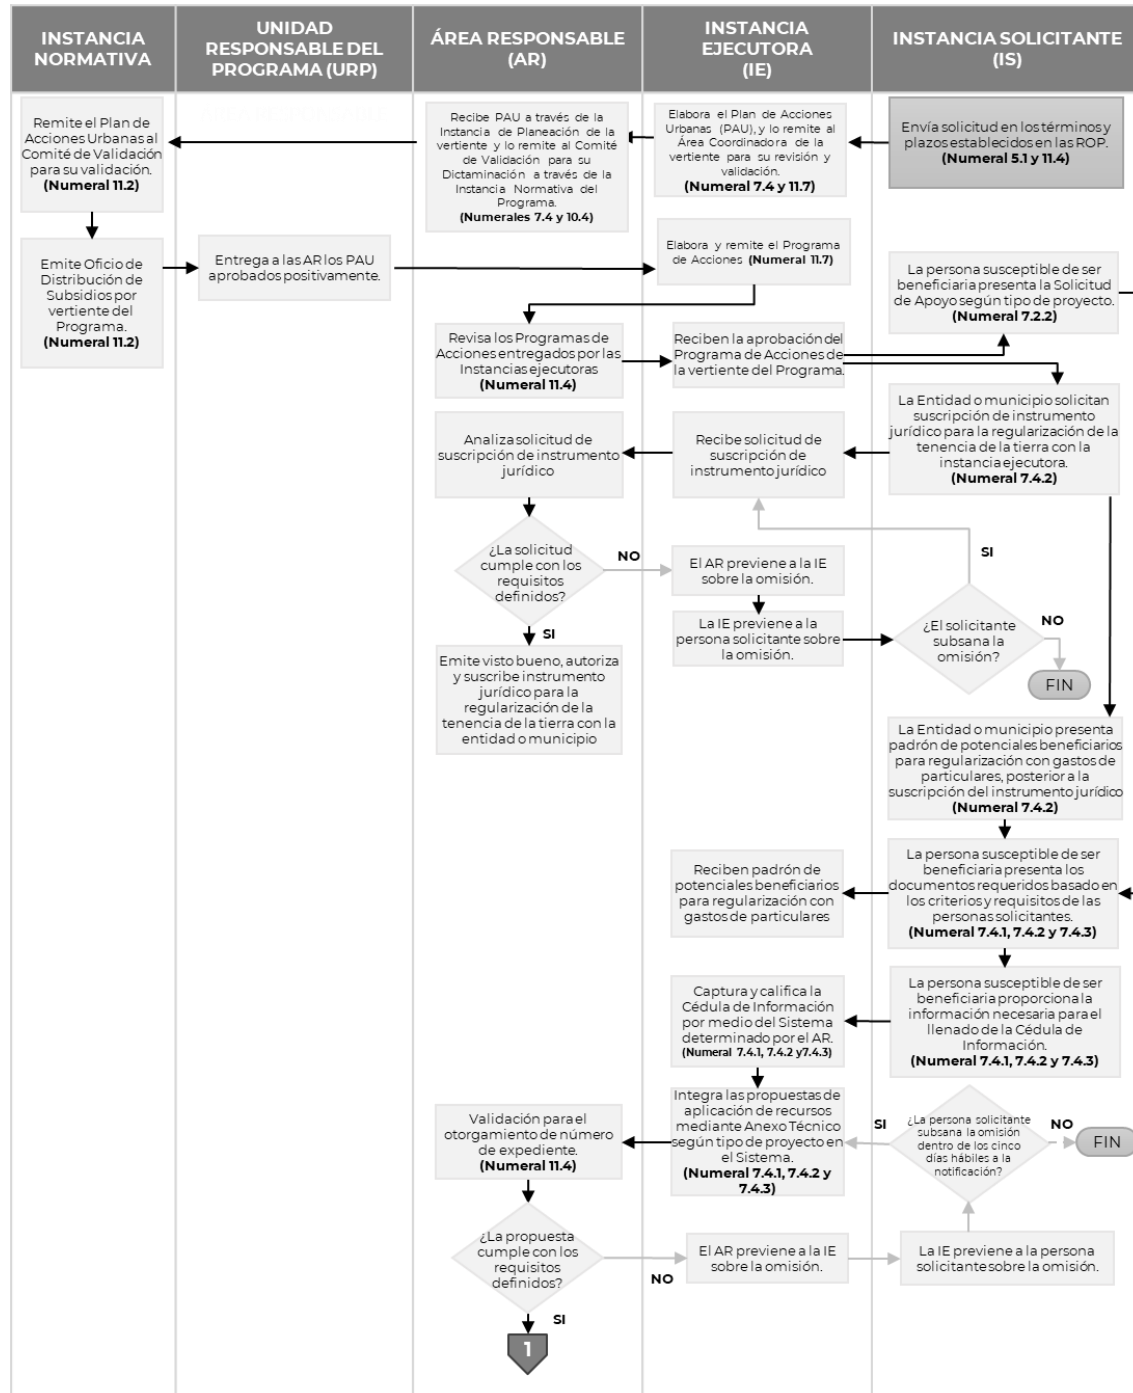 INSTANCIA
NORMATIVA
UNIDAD
RESPONSABLE DEL
PROGRAMA (URP)
ÁREA RESPONSABLE
(AR)
INSTANCIA
EJECUTORA
(IE)
INSTANCIA SOLICITANTE
(IS)
Remite el Plan de
Acciones Urbanas al
Comité de Validación
para su validación.
(Numeral 11.2)
Recibe PAU a través de la
Instancia de Planeación de la
vertiente y lo remite al Comité
de Validación para su
Dictaminación a través de la
Instancia Normativa del
Programa.
(Numerales 7.4 y 10.4)
Elabora el Plan de Acciones
Urbanas (PAU), y lo remite al
Área Coordinadora de la
vertiente para su revisión y
validación.
(Numeral 7.4 y 11.7)
Envía solicitud en los términos y
plazos establecidos en las ROP.
(Numeral 5.1 y 11.4)
Emite Oficio de
Distribución de
Subsidios por
vertiente del
Programa.
(Numeral 11.2)
Entrega a las AR los PAU
aprobados positivamente.
Elabora y remite el Programa
de Acciones (Numeral 11.7)
La persona susceptible de ser
beneficiaria presenta la Solicitud
de Apoyo según tipo de proyecto.
(Numeral 7.2.2)
Revisa los Programas de
Acciones entregados por las
Instancias ejecutoras
(Numeral 11.4)
Reciben la aprobación del
Programa de Acciones de
la vertiente del Programa.
La Entidad o municipio solicitan
suscripción de instrumento
jurídico para la regularización de la
tenencia de la tierra con la
instancia ejecutora.
(Numeral 7.4.2)
Analiza solicitud de
suscripción de instrumento
jurídico
Recibe solicitud de
suscripción de
instrumento jurídico
¿La solicitud
cumple con los
requisitos
definidos?
NO
SI
El AR previene a la IE
sobre la omisión.
La IE previene a la
persona solicitante sobre
la omisión.
SI
¿El solicitante
subsana la
omisión?
NO
FIN
Emite visto bueno, autoriza
y suscribe instrumento
jurídico para la
regularización de la
tenencia de la tierra con la
entidad o municipio
La Entidad o municipio presenta
padrón de potenciales beneficiarios
para regularización con gastos de
particulares, posterior a la
suscripción del instrumento jurídico
(Numeral 7.4.2)
Reciben padrón de
potenciales beneficiarios
para regularización con
gastos de particulares
La persona susceptible de ser
beneficiaria presenta los
documentos requeridos basado en
los criterios y requisitos de las
personas solicitantes.
(Numeral 7.4.1, 7.4.2 y 7.4.3)
Captura y califica la
Cédula de Información
por medio del Sistema
determinado por el AR.
(Numeral 7.4.1, 7.4.2 y7.4.3)
La persona susceptible de ser
beneficiaria proporciona la
información necesaria para el
llenado de la Cédula de
Información.
(Numeral 7.4.1, 7.4.2 y 7.4.3)
Validación para el
otorgamiento de número
de expediente.
(Numeral 11.4)
Integra las propuestas de
aplicación de recursos
mediante Anexo Técnico
según tipo de proyecto en
el Sistema.
(Numeral 7.4.1, 7.4.2 y
7.4.3)
SI
¿La persona solicitante
subsana la omisión
dentro de los cinco
días hábiles a la
notificación?
NO
FIN
¿La propuesta
cumple con los
requisitos
definidos?
NO
El AR previene a la IE
sobre la omisión.
La IE previene a la persona
solicitante sobre la omisión.
SI
1